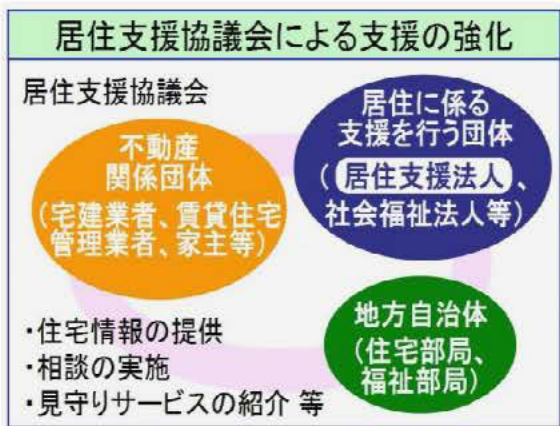 居住支援協議会による支援の強化
居住支援協議会
不動産
関係団体
(宅建業者、賃貸住宅
管理業者、家主等)
居住に係る
支援を行う団体
(居住支援法人、
社会福祉法人等)
地方自治体
(住宅部局、
福祉部局)
・住宅情報の提供
・相談の実施
・見守りサービスの紹介 等